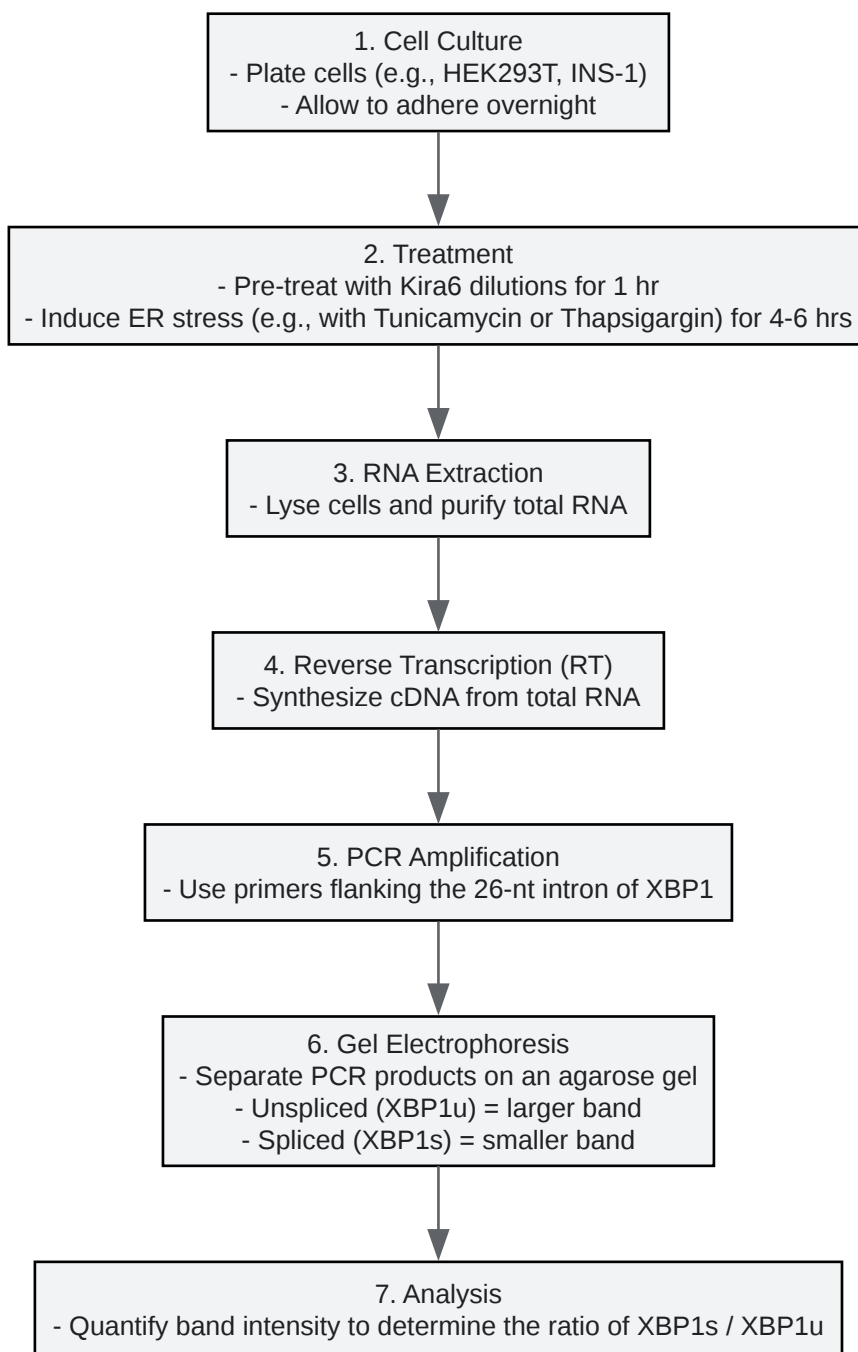 1. Cell Culture
- Plate cells (e.g., HEK293T, INS-1)
- Allow to adhere overnight
2. Treatment
- Pre-treat with Kira6 dilutions for 1 hr
- Induce ER stress (e.g., with Tunicamycin or Thapsigargin) for 4-6 hrs
3. RNA Extraction
- Lyse cells and purify total RNA
4. Reverse Transcription (RT)
- Synthesize cDNA from total RNA
5. PCR Amplification
- Use primers flanking the 26-nt intron of XBP1
6. Gel Electrophoresis
- Separate PCR products on an agarose gel
- Unspliced (XBP1u) = larger band
- Spliced (XBP1s) = smaller band
7. Analysis
- Quantify band intensity to determine the ratio of XBP1s / XBP1u